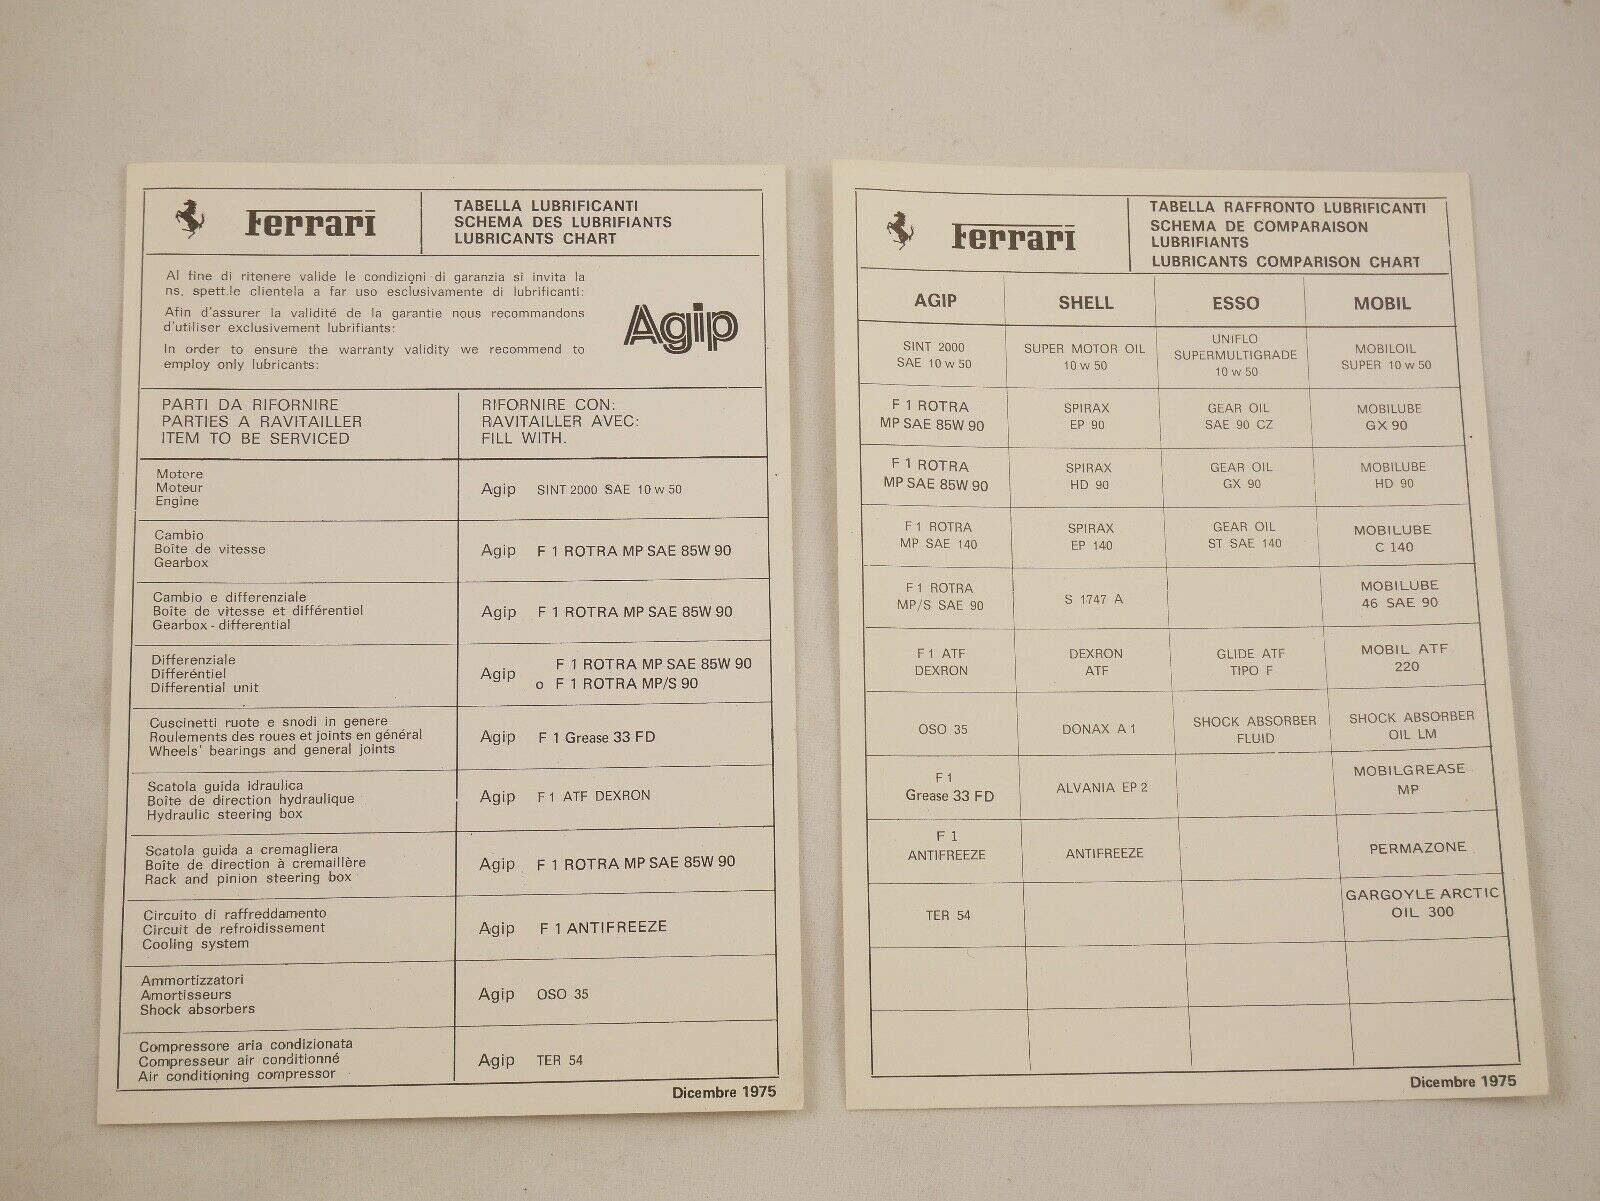 Ferrari
TABELLA LUBRIFICANTI
SCHEMA DES LUBRIFIANTS
LUBRICANTS CHART
Al fine di ritenere valide le condizioni di garanzia si invita la
ns. spett.le clientela a far uso esclusivamente di lubrificanti:
Afin d'assurer la validité de la garantie nous recommandons
d'utiliser exclusivement lubrifiants:
In order to ensure the warranty validity we recommend to
employ only lubricants:
Agip
PARTI DA RIFORNIRE
PARTIES A RAVITAILLER
ITEM TO BE SERVICED
RIFORNIRE CON:
RAVITAILLER AVEC:
FILL WITH.
Motore
Moteur
Engine
Agip SINT 2000 SAE 10 w 50
Cambio
Boîte de vitesse
Gearbox
Agip F 1 ROTRA MP SAE 85W 90
Cambio e differenziale
Boîte de vitesse et différentiel
Gearbox - differential
Agip F 1 ROTRA MP SAE 85W 90
Differenziale
Différéntiel
Differential unit
Agip F 1 ROTRA MP SAE 85W 90
o F 1 ROTRA MP/S 90
Cuscinetti ruote e snodi in genere
Roulements des roues et joints en général
Wheels' bearings and general joints
Agip F 1 Grease 33 FD
Scatola guida idraulica
Boîte de direction hydraulique
Hydraulic steering box
Agip F 1 ATF DEXRON
Scatola guida a cremagliera
Boîte de direction à cremaillère
Rack and pinion steering box
Agip F 1 ROTRA MP SAE 85W 90
Circuito di raffreddamento
Circuit de refroidissement
Cooling system
Agip F 1 ANTIFREEZE
Ammortizzatori
Amortisseurs
Shock absorbers
Agip OSO 35
Compressore aria condizionata
Compresseur air conditionné
Air conditioning compressor
Agip TER 54
Dicembre 1975
Ferrari
TABELLA RAFFRONTO LUBRIFICANTI
SCHEMA DE COMPARAISON
LUBRIFIANTS
LUBRICANTS COMPARISON CHART
AGIP SHELL ESSO MOBIL
SINT 2000
SAE 10 w 50
SUPER MOTOR OIL
10 w 50
UNIFLO
SUPERMULTIGRADE
10 w 50
MOBILOIL
SUPER 10 w 50
F 1 ROTRA
MP SAE 85W 90
SPIRAX
EP 90
GEAR OIL
SAE 90 CZ
MOBILUBE
GX 90
F 1 ROTRA
MP SAE 85W 90
SPIRAX
HD 90
GEAR OIL
GX 90
MOBILUBE
HD 90
F 1 ROTRA
MP SAE 140
SPIRAX
EP 140
GEAR OIL
ST SAE 140
MOBILUBE
C 140
F 1 ROTRA
MP/S SAE 90
S 1747 A
MOBILUBE
46 SAE 90
F 1 ATF
DEXRON
DEXRON
ATF
GLIDE ATF
TIPO F
MOBIL ATF
220
OSO 35
DONAX A 1
SHOCK ABSORBER
FLUID
SHOCK ABSORBER
OIL LM
F 1
Grease 33 FD
ALVANIA EP 2
MOBILGREASE
MP
F 1
ANTIFREEZE
ANTIFREEZE
PERMAZONE
TER 54
GARGOYLE ARCTIC
OIL 300
Dicembre 1975